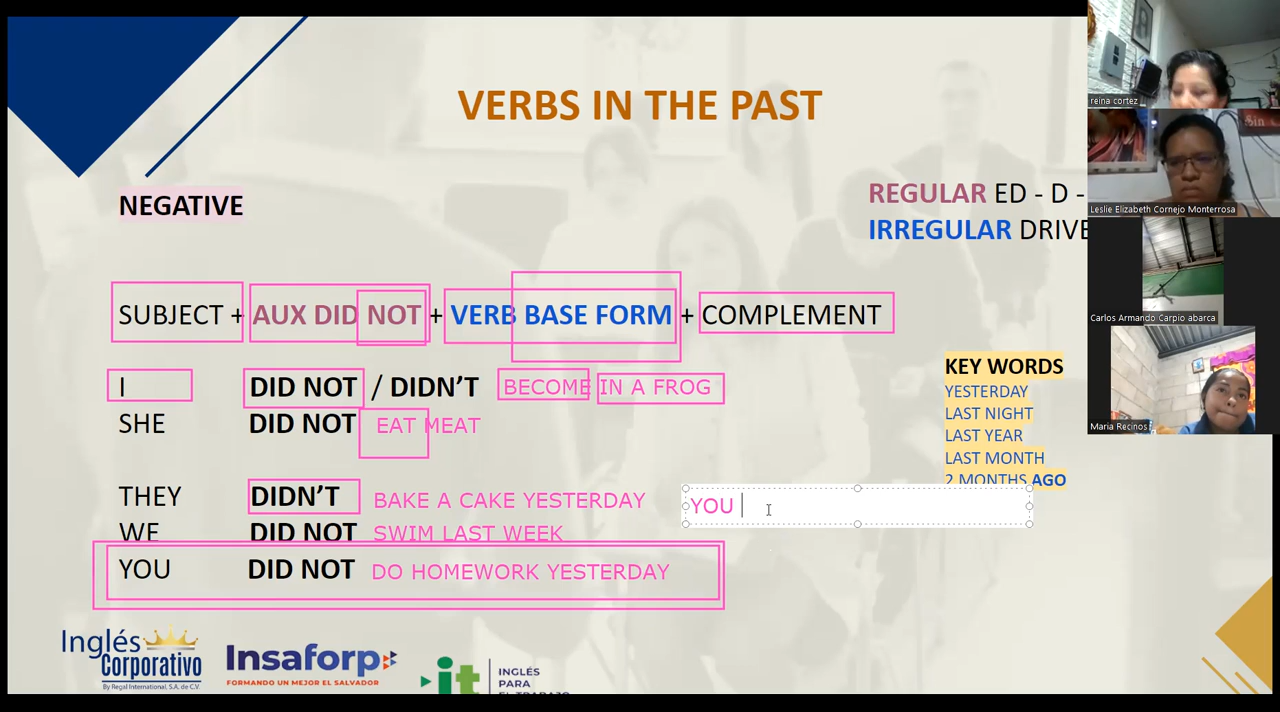 VERBS IN THE PAST
NEGATIVE
REGULAR ED - D -
IRREGULAR DRIVE
SUBJECT + AUX DID NOT + VERB BASE FORM + COMPLEMENT
I DID NOT / DIDN'T BECOME IN A FROG
SHE DID NOT EAT MEAT
THEY DIDN'T BAKE A CAKE YESTERDAY
WE DID NOT SWIM LAST WEEK
YOU DID NOT DO HOMEWORK YESTERDAY
KEY WORDS
YESTERDAY
LAST NIGHT
LAST YEAR
LAST MONTH
2 MONTHS AGO
YOU
reina cortez
Leslie Elizabeth Cornejo Monterrosa
Carlos Armando Carpio abarca
Maria Recinos
Inglés
Corporativo
By Regal International, S.A. de C.V.
Insaforp
FORMANDO UN MEJOR EL SALVADOR
it
INGLÉS
PARA
EL TRABAJO